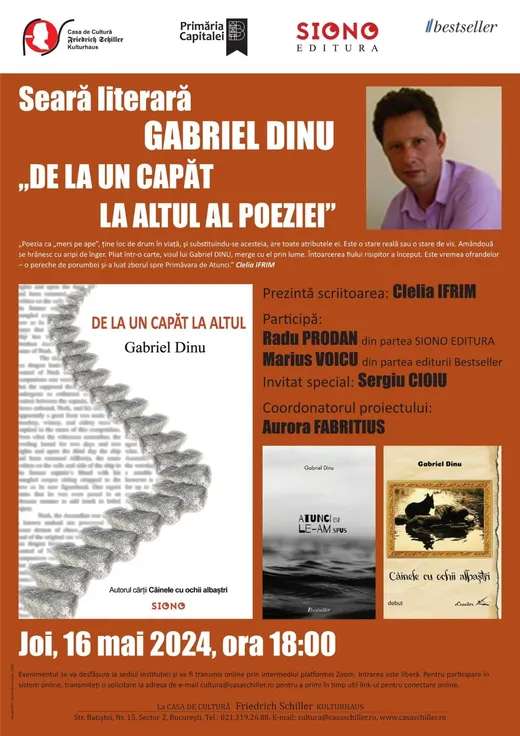 Casa de Cultură
Friedrich Schiller
Kulturhaus
Primăria
Capitalei
SIONO
EDITURA
bestseller
Seară literară
GABRIEL DINU
„DE LA UN CAPĂT
LA ALTUL AL POEZIEI”
„Poezia ca „mers pe ape”, ține loc de drum în viață, și substituindu-se acesteia, are toate atributele ei. Este o stare reală sau o stare de vis. Amândouă
se hrănesc cu aripi de înger. Pliat într-o carte, visul lui Gabriel DINU, merge cu el prin lume. Întoarcerea fiului risipitor a început. Este vremea ofrandelor
– o pereche de porumbei și-a luat zborul spre Primăvara de Atunci.” Clelia IFRIM
Prezintă scriitoarea: Clelia IFRIM
Participă:
Radu PRODAN din partea SIONO EDITURA
Marius VOICU din partea editurii Bestseller
Invitat special: Sergiu CIOIU
Coordonatorul proiectului:
Aurora FABRITIUS
DE LA UN CAPĂT LA ALTUL
Gabriel Dinu
Autorul cărții Câinele cu ochii albaștri
SIONO
Gabriel Dinu
ATUNCI EU
LE-AM SPUS
Bestseller
Gabriel Dinu
Câinele cu ochii albaștri
debut
Joi, 16 mai 2024, ora 18:00
Evenimentul se va desfășura la sediul instituției și va fi transmis online prin intermediul platformei Zoom. Intrarea este liberă. Pentru participare în
sistem online, transmiteți o solicitare la adresa de e-mail cultura@casaschiller.ro pentru a primi în timp util link-ul pentru conectare online.
La CASA DE CULTURĂ Friedrich Schiller KULTURHAUS
Str. Batiștei, Nr. 15, Sector 2, București, Tel: 021.319.26.88, E-mail: cultura@casaschiller.ro, www.casaschiller.ro